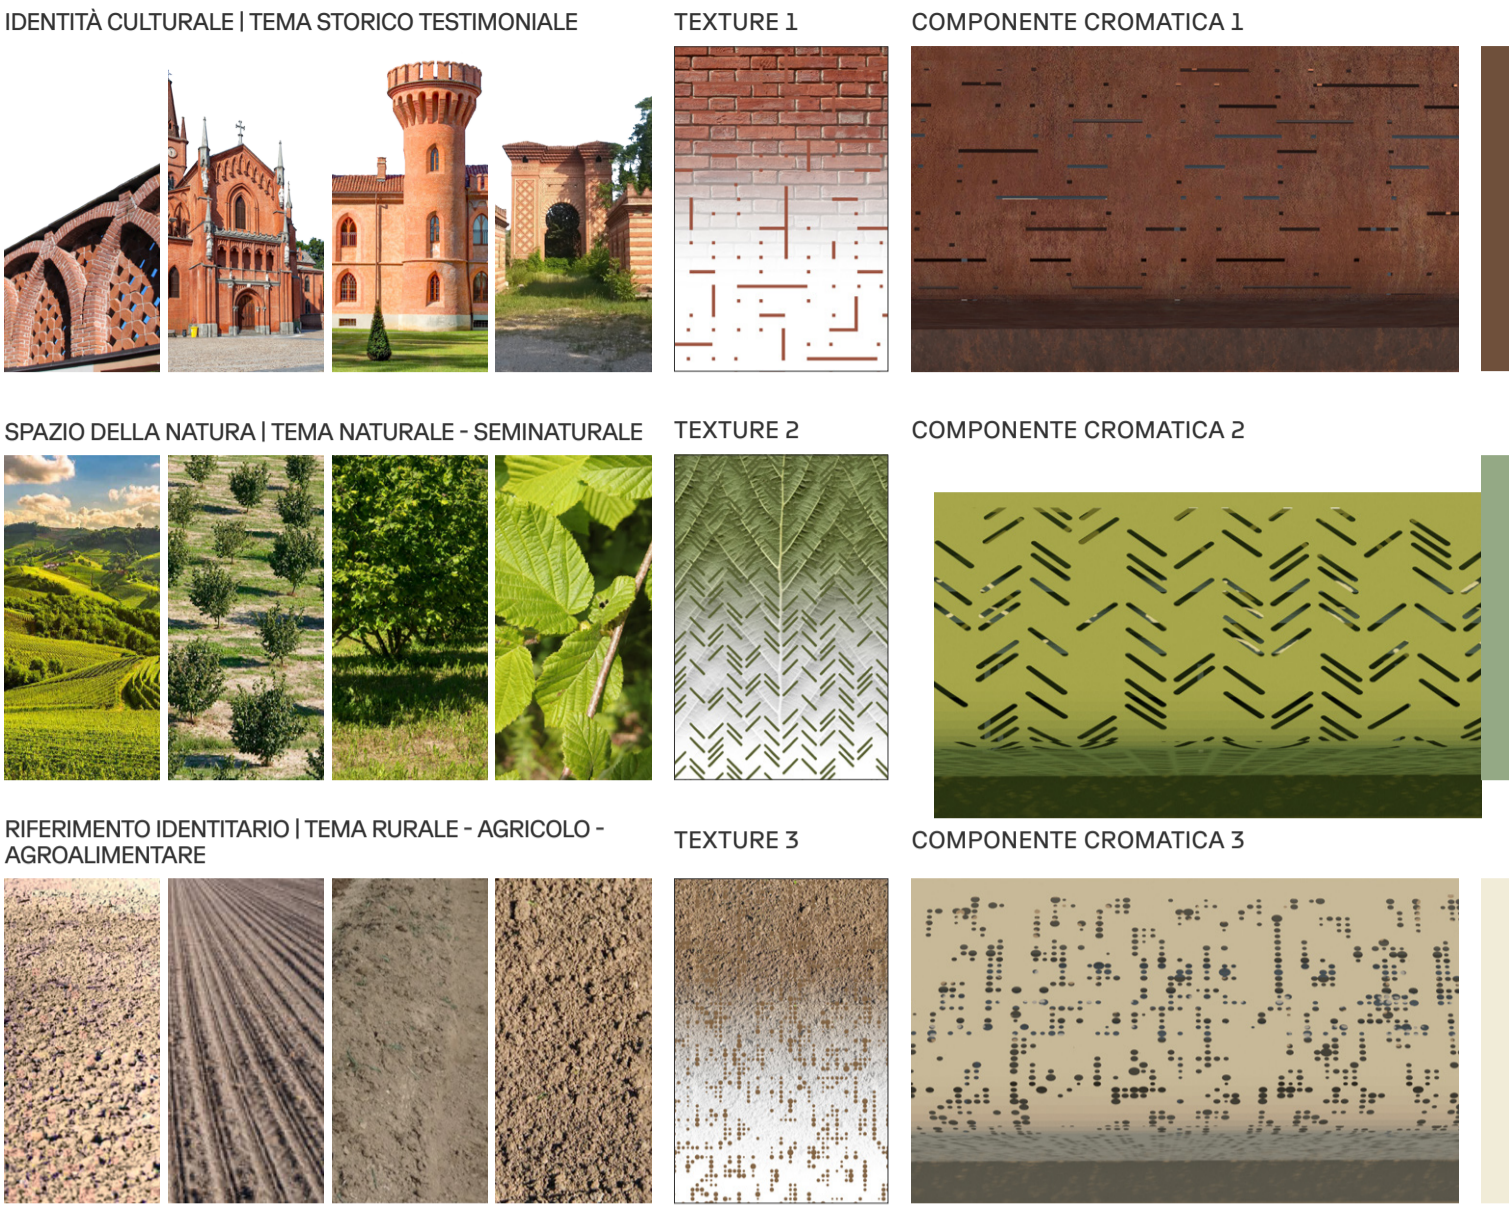 IDENTITÀ CULTURALE | TEMA STORICO TESTIMONIALE
TEXTURE 1
COMPONENTE CROMATICA 1
SPAZIO DELLA NATURA | TEMA NATURALE - SEMINATURALE
TEXTURE 2
COMPONENTE CROMATICA 2
RIFERIMENTO IDENTITARIO | TEMA RURALE - AGRICOLO -
AGROALIMENTARE
TEXTURE 3
COMPONENTE CROMATICA 3